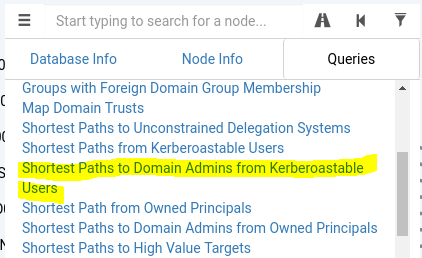 Start typing to search for a node...
Database Info
Node Info
Queries
Groups with Foreign Domain Group Membership
Map Domain Trusts
Shortest Paths to Unconstrained Delegation Systems
Shortest Paths from Kerberoastable Users
Shortest Paths to Domain Admins from Kerberoastable
Users
Shortest Path from Owned Principals
Shortest Paths to Domain Admins from Owned Principals
Shortest Paths to High Value Targets